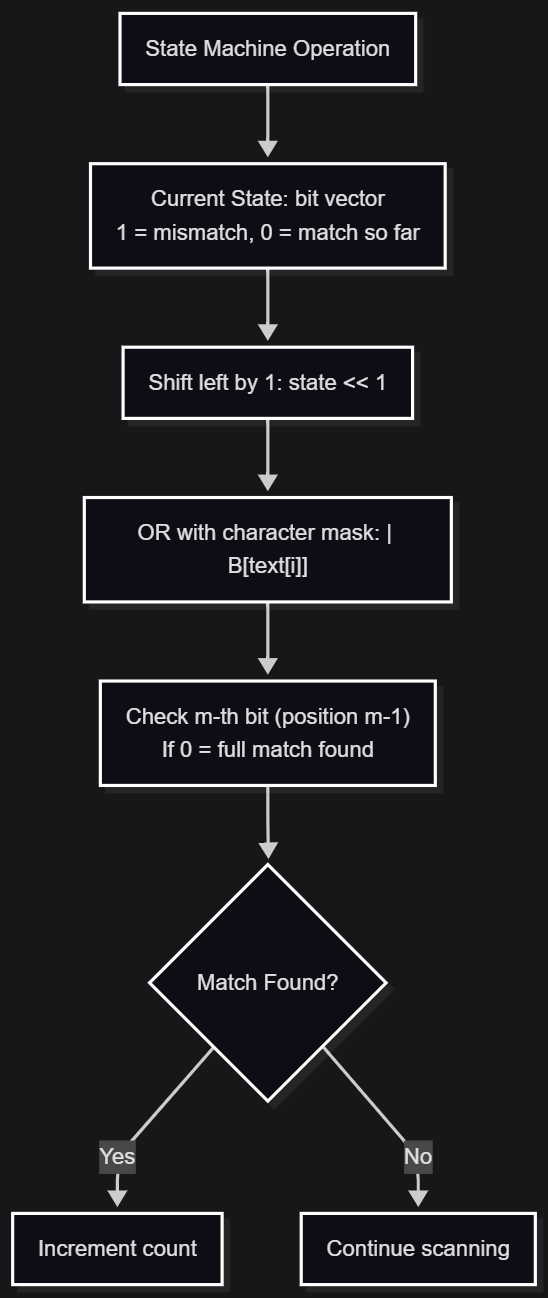 State Machine Operation
Current State: bit vector
1 = mismatch, 0 = match so far
Shift left by 1: state << 1
OR with character mask: |
B[text[i]]
Check m-th bit (position m-1)
If 0 = full match found
Match Found?
Yes
No
Increment count
Continue scanning